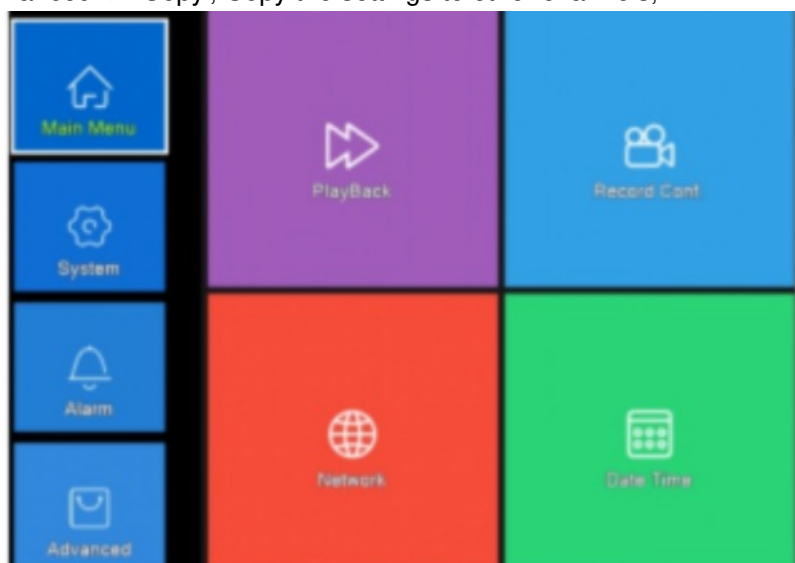 Main Menu
System
Alarm
Advanced
PlayBack
Record Conf
Network
Date Time